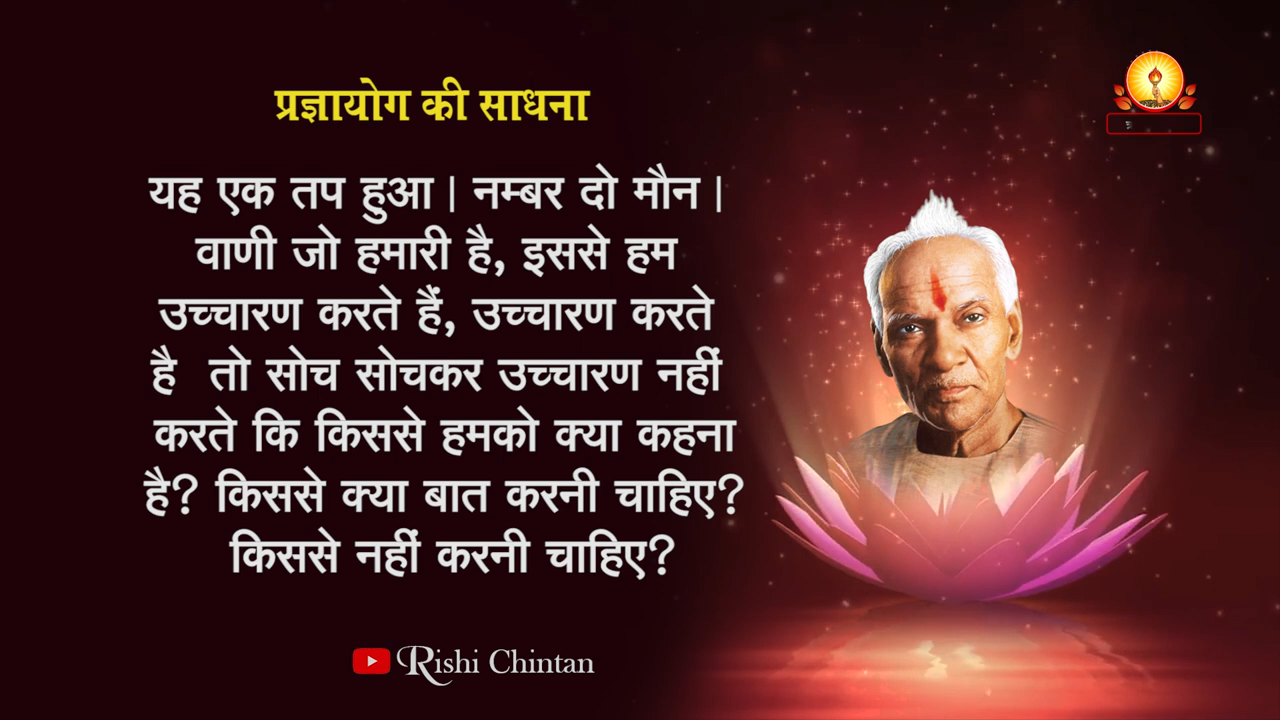 प्रज्ञायोग की साधना
यह एक तप हुआ। नम्बर दो मौन।
वाणी जो हमारी है, इससे हम
उच्चारण करते हैं, उच्चारण करते
है तो सोच सोचकर उच्चारण नहीं
करते कि किससे हमको क्या कहना
है? किससे क्या बात करनी चाहिए?
किससे नहीं करनी चाहिए?
Rishi Chintan